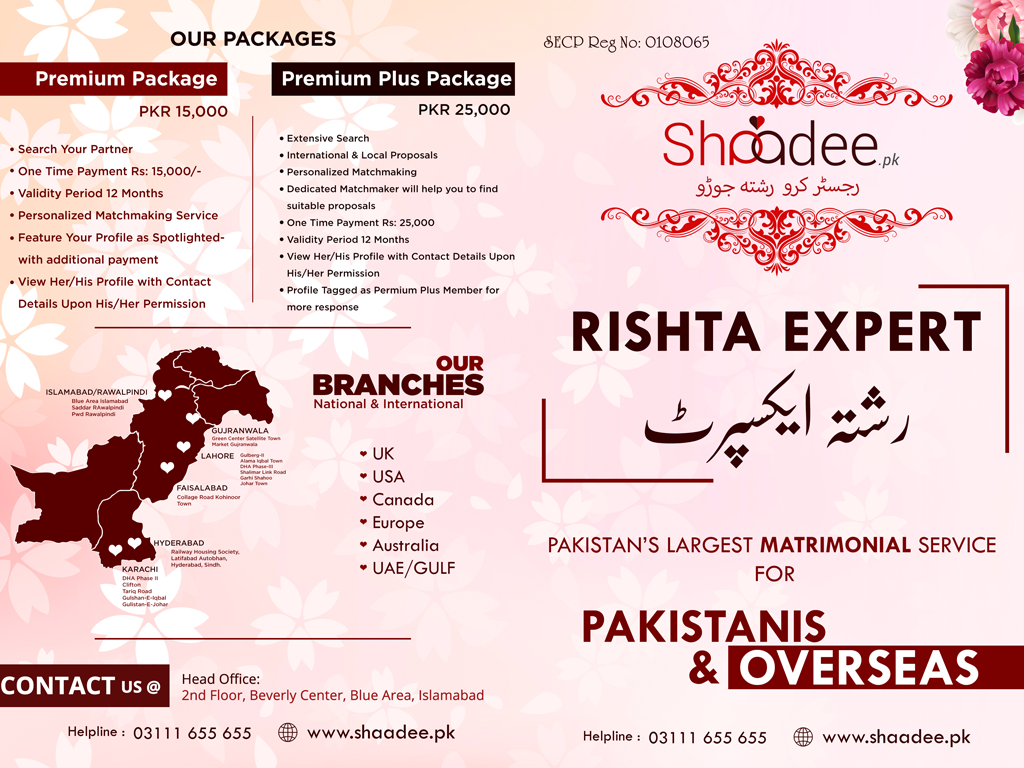 OUR PACKAGES
Premium Package
PKR 15,000
• Search Your Partner
• One Time Payment Rs: 15,000/-
• Validity Period 12 Months
• Personalized Matchmaking Service
• Feature Your Profile as Spotlighted-
with additional payment
• View Her/His Profile with Contact
Details Upon His/Her Permission
Premium Plus Package
PKR 25,000
• Extensive Search
• International & Local Proposals
• Personalized Matchmaking
• Dedicated Matchmaker will help you to find
suitable proposals
• One Time Payment Rs: 25,000
• Validity Period 12 Months
• View Her/His Profile with Contact Details Upon
His/Her Permission
• Profile Tagged as Permium Plus Member for
more response
ISLAMABAD/RAWALPINDI
Blue Area Islamabad
Saddar RAwalpindi
Pwd Rawalpindi
GUJRANWALA
Green Center Satellite Town
Market Gujranwala
LAHORE
Gulberg-II
Alama Iqbal Town
DHA Phase-III
Shalimar Link Road
Garhi Shahoo
Johar Town
FAISALABAD
Collage Road Kohinoor
Town
HYDERABAD
Railway Housing Society,
Latifabad Autobhan,
Hyderabad, Sindh.
KARACHI
DHA Phase II
Clifton
Tariq Road
Gulshan-E-Iqbal
Gulistan-E-Johar
OUR
BRANCHES
National & International
UK
USA
Canada
Europe
Australia
UAE/GULF
CONTACT US @
Head Office:
2nd Floor, Beverly Center, Blue Area, Islamabad
Helpline : 03111 655 655
www.shaadee.pk
SECP Reg No: 0108065
Shaadee.pk
رجسٹر کرو رشتہ جوڑو
RISHTA EXPERT
رشتہ ایکسپرٹ
PAKISTAN'S LARGEST MATRIMONIAL SERVICE
FOR
PAKISTANIS
& OVERSEAS
Helpline : 03111 655 655
www.shaadee.pk